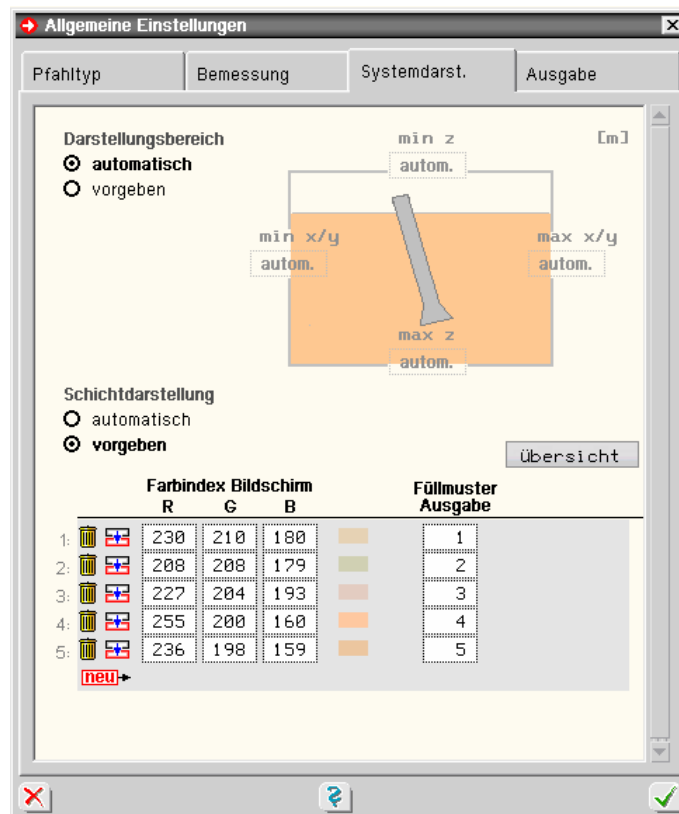 Allgemeine Einstellungen
Pfahltyp Bemessung Systemdarst. Ausgabe
Darstellungsbereich min z [m]
automatisch autom.
vorgeben
min x/y max x/y
autom. autom.
max z
autom.
Schichtdarstellung
automatisch
vorgeben
übersicht
Farbindex Bildschirm Füllmuster
R G B Ausgabe
1: 230 210 180 1
2: 208 208 179 2
3: 227 204 193 3
4: 255 200 160 4
5: 236 198 159 5
neu